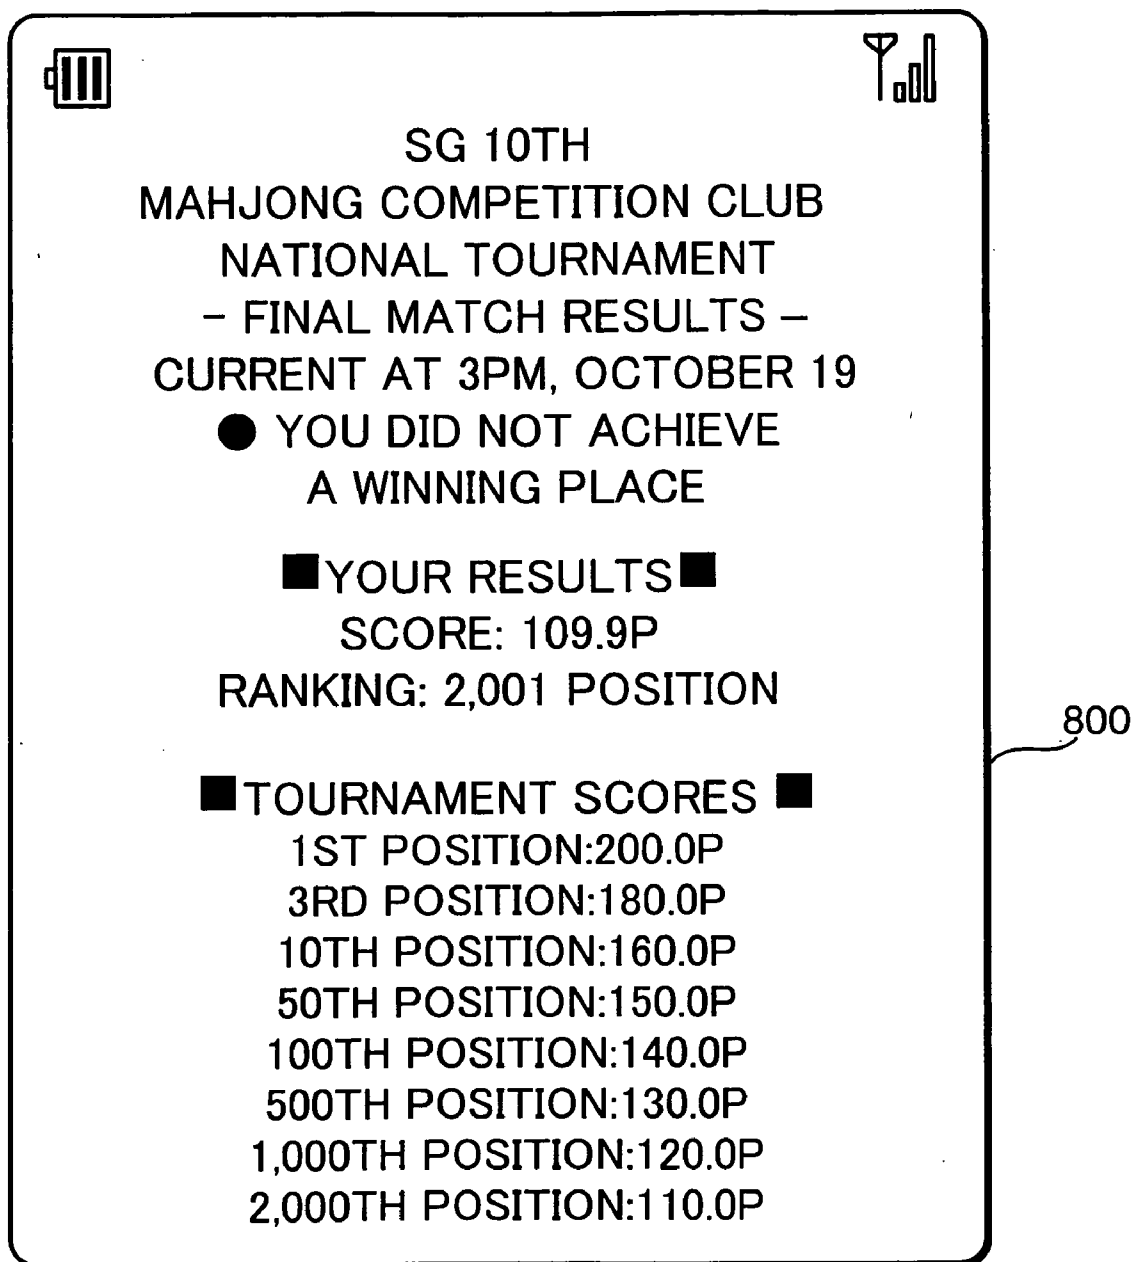 SG 10TH
MAHJONG COMPETITION CLUB
NATIONAL TOURNAMENT
- FINAL MATCH RESULTS –
CURRENT AT 3PM, OCTOBER 19
● YOU DID NOT ACHIEVE
A WINNING PLACE
■YOUR RESULTS■
SCORE: 109.9P
RANKING: 2,001 POSITION
800
■TOURNAMENT SCORES ■
1ST POSITION:200.0P
3RD POSITION:180.0P
10TH POSITION:160.0P
50TH POSITION:150.0P
100TH POSITION:140.0P
500TH POSITION:130.0P
1,000TH POSITION:120.0P
2,000TH POSITION:110.0P